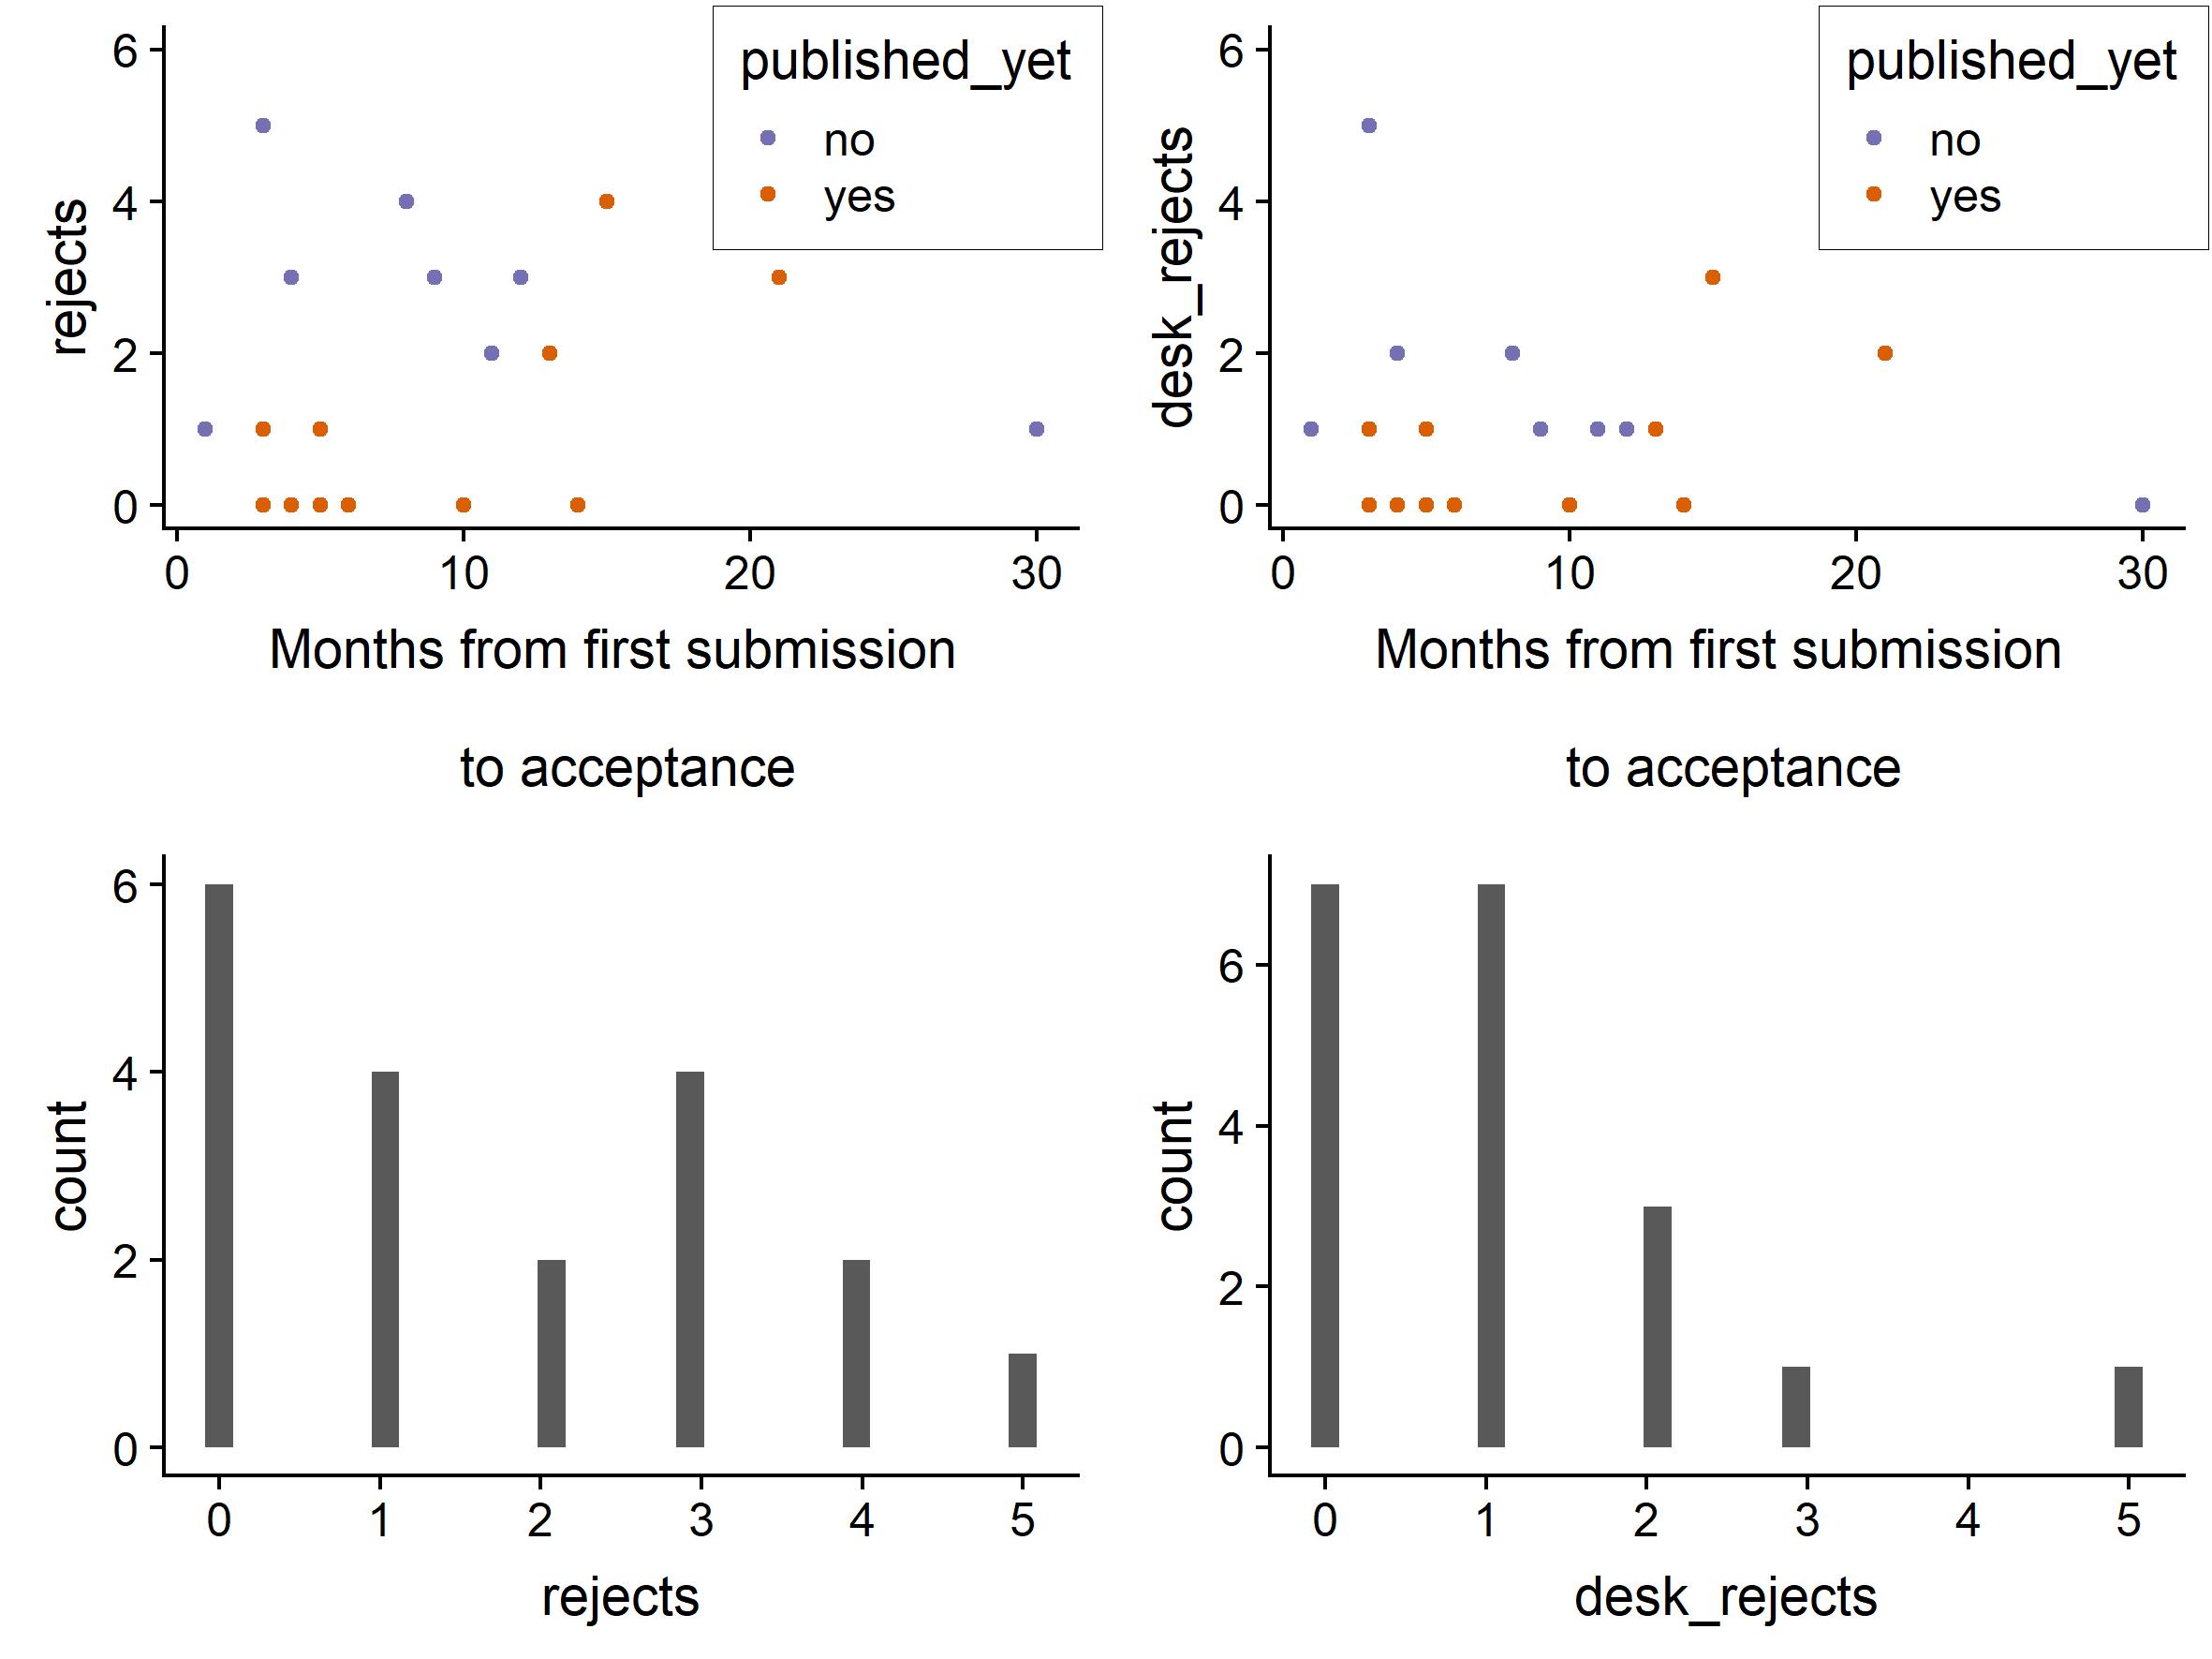 published_yet
no
yes
6
4
2
0
rejects
0 10 20 30
Months from first submission
to acceptance
published_yet
no
yes
6
4
2
0
desk_rejects
0 10 20 30
Months from first submission
to acceptance
6
4
2
0
count
0 1 2 3 4 5
rejects
6
4
2
0
count
0 1 2 3 4 5
desk_rejects